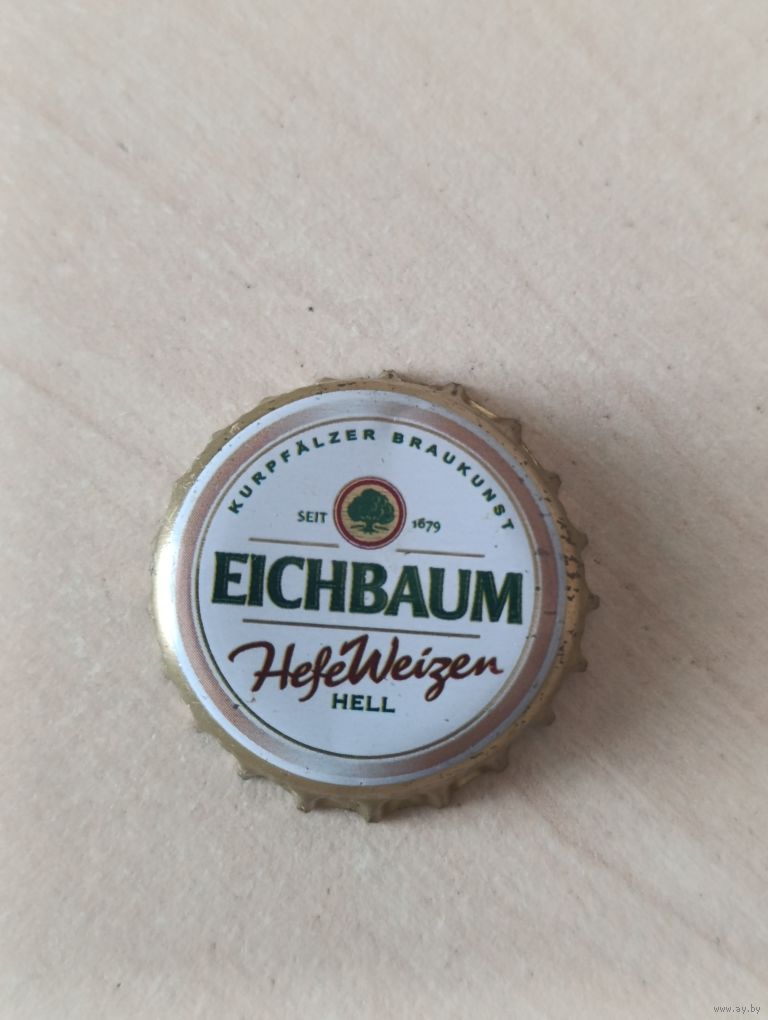 KURPFÄLZER BRAUKUNST
SEIT 1679
EICHBAUM
HefeWeizen
HELL
www.ay.by